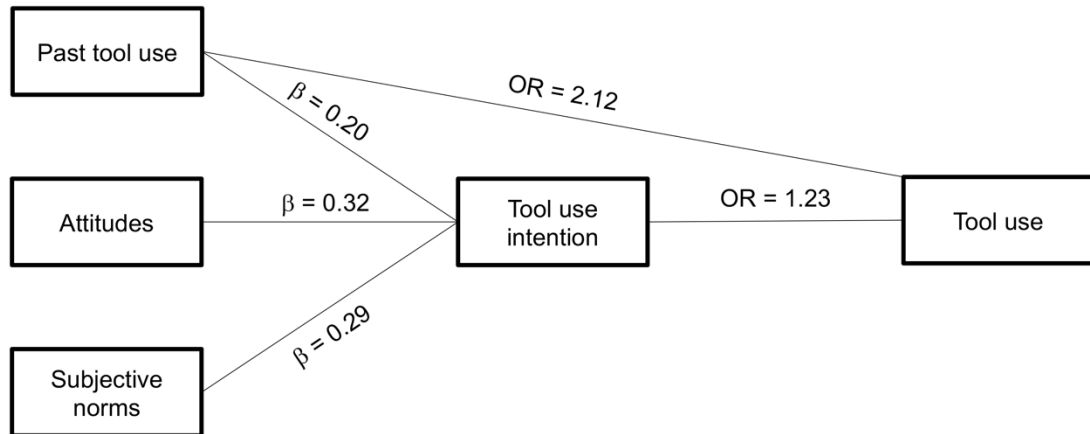 Past tool use
OR = 2.12
β = 0.20
Attitudes
β = 0.32
Tool use
intention
OR = 1.23
Tool use
β = 0.29
Subjective
norms